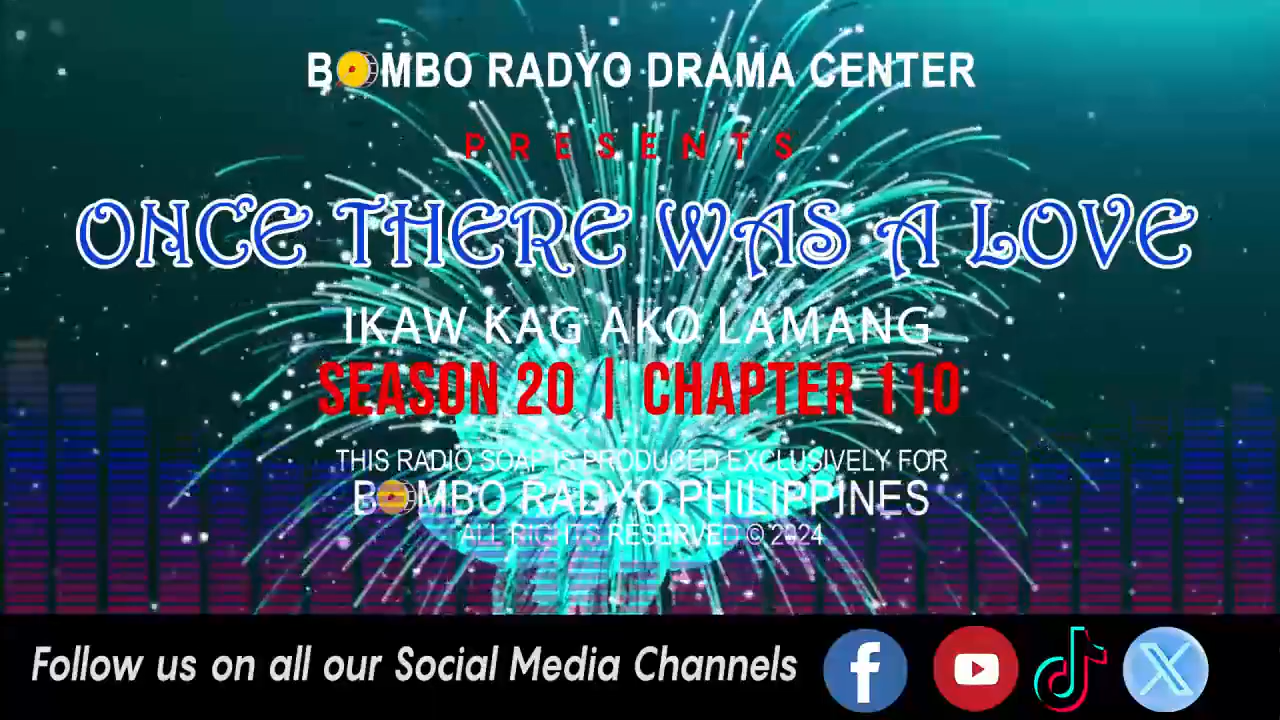 BOMBO RADYO DRAMA CENTER
PRESENTS
ONCE THERE WAS A LOVE
IKAW KAG AKO LAMANG
SEASON 20 | CHAPTER 110
THIS RADIO SOAP IS PRODUCED EXCLUSIVELY FOR
BOMBO RADYO PHILIPPINES
ALL RIGHTS RESERVED © 2024
Follow us on all our Social Media Channels